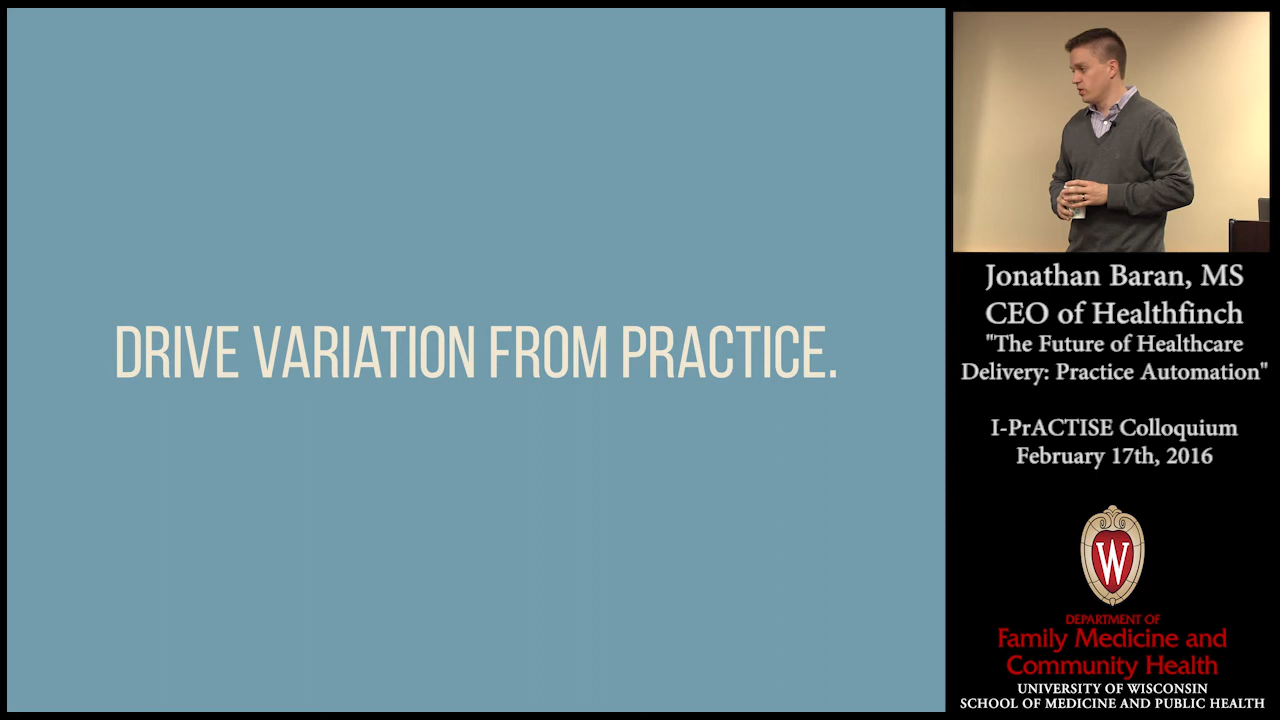 DRIVE VARIATION FROM PRACTICE.
Jonathan Baran, MS
CEO of Healthfinch
"The Future of Healthcare
Delivery: Practice Automation"
I-PrACTISE Colloquium
February 17th, 2016
W
DEPARTMENT OF
Family Medicine and
Community Health
UNIVERSITY OF WISCONSIN
SCHOOL OF MEDICINE AND PUBLIC HEALTH